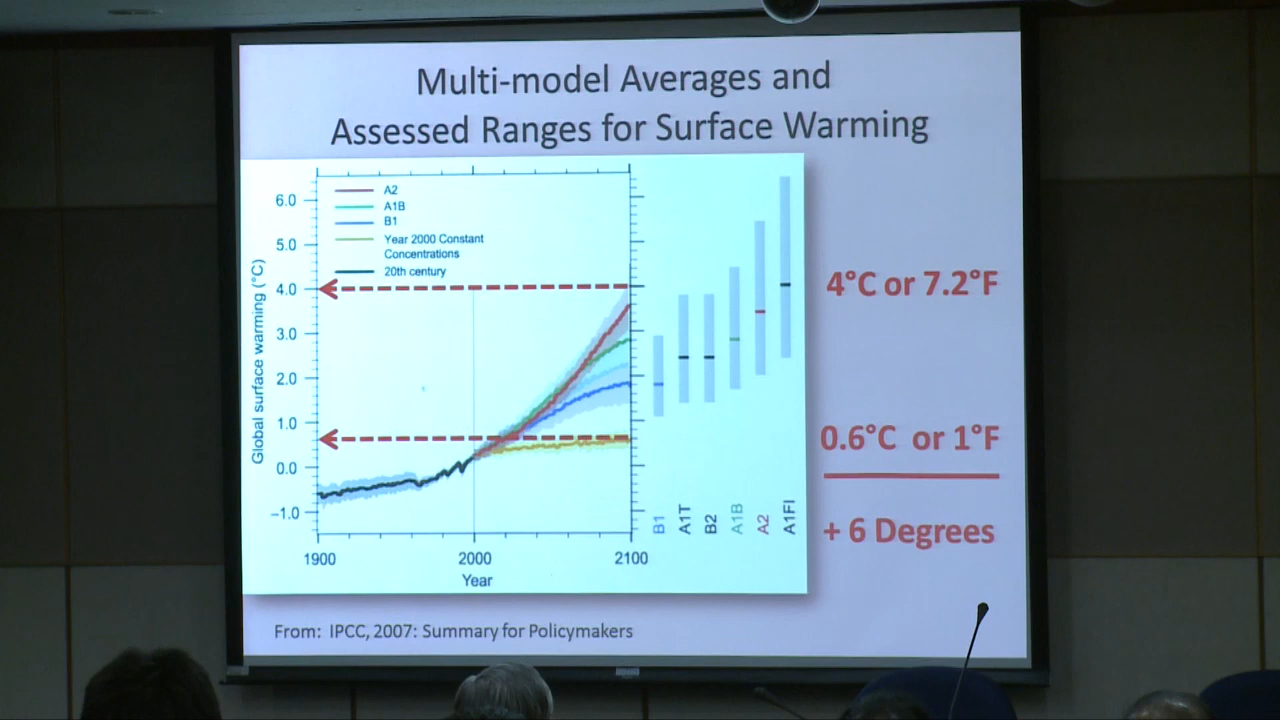 Multi-model Averages and
Assessed Ranges for Surface Warming
6.0
5.0
4.0
3.0
2.0
1.0
0.0
−1.0
Global surface warming (°C)
A2
A1B
B1
Year 2000 Constant
Concentrations
20th century
1900
2000
2100
Year
B1
A1T
B2
A1B
A2
A1FI
4°C or 7.2°F
0.6°C or 1°F
+ 6 Degrees
From: IPCC, 2007: Summary for Policymakers